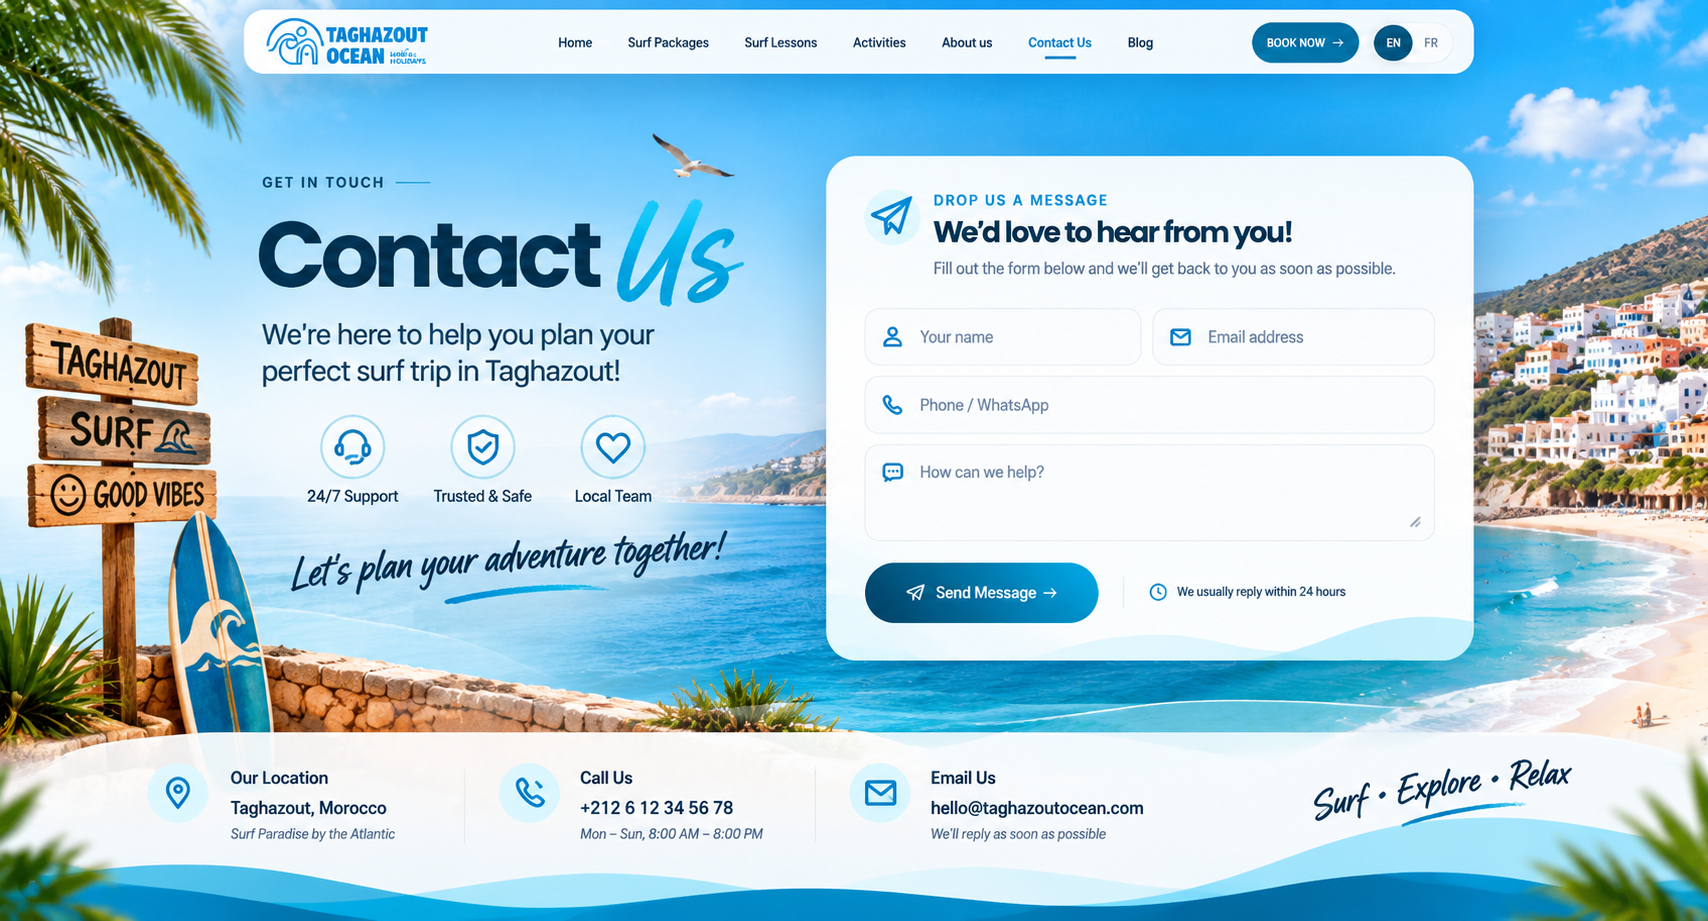 TAGHAZOUT
OCEAN
HOLIDAYS
Home
Surf Packages
Surf Lessons
Activities
About us
Contact Us
Blog
BOOK NOW →
EN
FR
GET IN TOUCH
Contact Us
We're here to help you plan your
perfect surf trip in Taghazout!
24/7 Support
Trusted & Safe
Local Team
Let's plan your adventure together!
TAGHAZOUT
SURF
GOOD VIBES
DROP US A MESSAGE
We'd love to hear from you!
Fill out the form below and we'll get back to you as soon as possible.
Your name
Email address
Phone / WhatsApp
How can we help?
Send Message →
We usually reply within 24 hours
Our Location
Taghazout, Morocco
Surf Paradise by the Atlantic
Call Us
+212 6 12 34 56 78
Mon – Sun, 8:00 AM – 8:00 PM
Email Us
hello@taghazoutocean.com
We'll reply as soon as possible
Surf • Explore • Relax